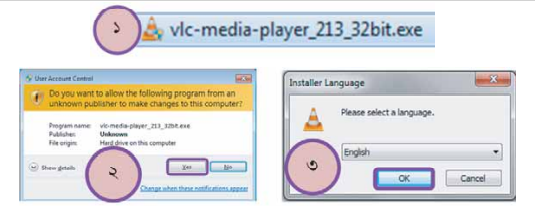 ১
vlc-media-player_213_32bit.exe
User Account Control
Do you want to allow the following program from an
unknown publisher to make changes to this computer?
Program name: vlc-media-player_213_32bit.exe
Publisher: Unknown
File origin: Hard drive on this computer
Show details
২
Yes
No
Change when these notifications appear
Installer Language
Please select a language.
English
৩
OK
Cancel